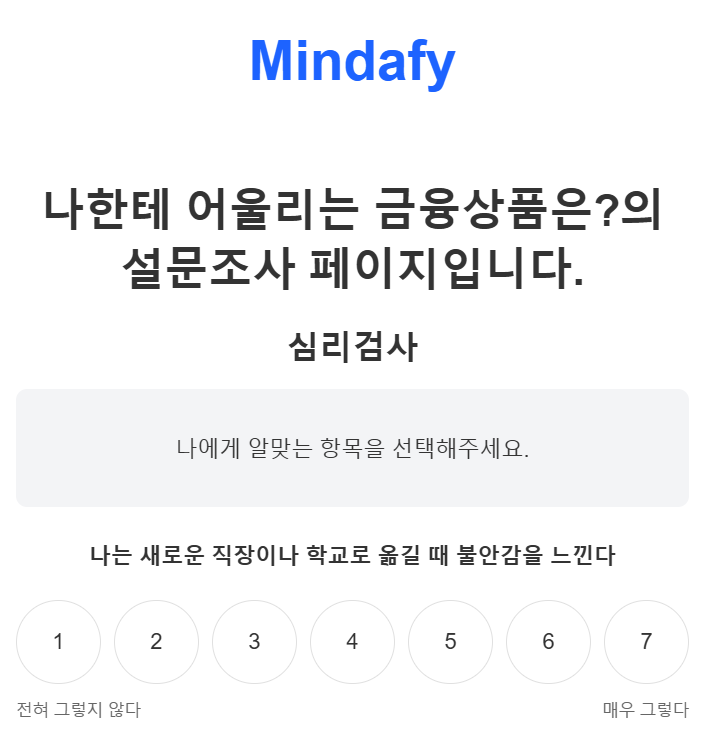 Mindafy
나한테 어울리는 금융상품은?의
설문조사 페이지입니다.
심리검사
나에게 알맞는 항목을 선택해주세요.
나는 새로운 직장이나 학교로 옮길 때 불안감을 느낀다
1 2 3 4 5 6 7
전혀 그렇지 않다 매우 그렇다